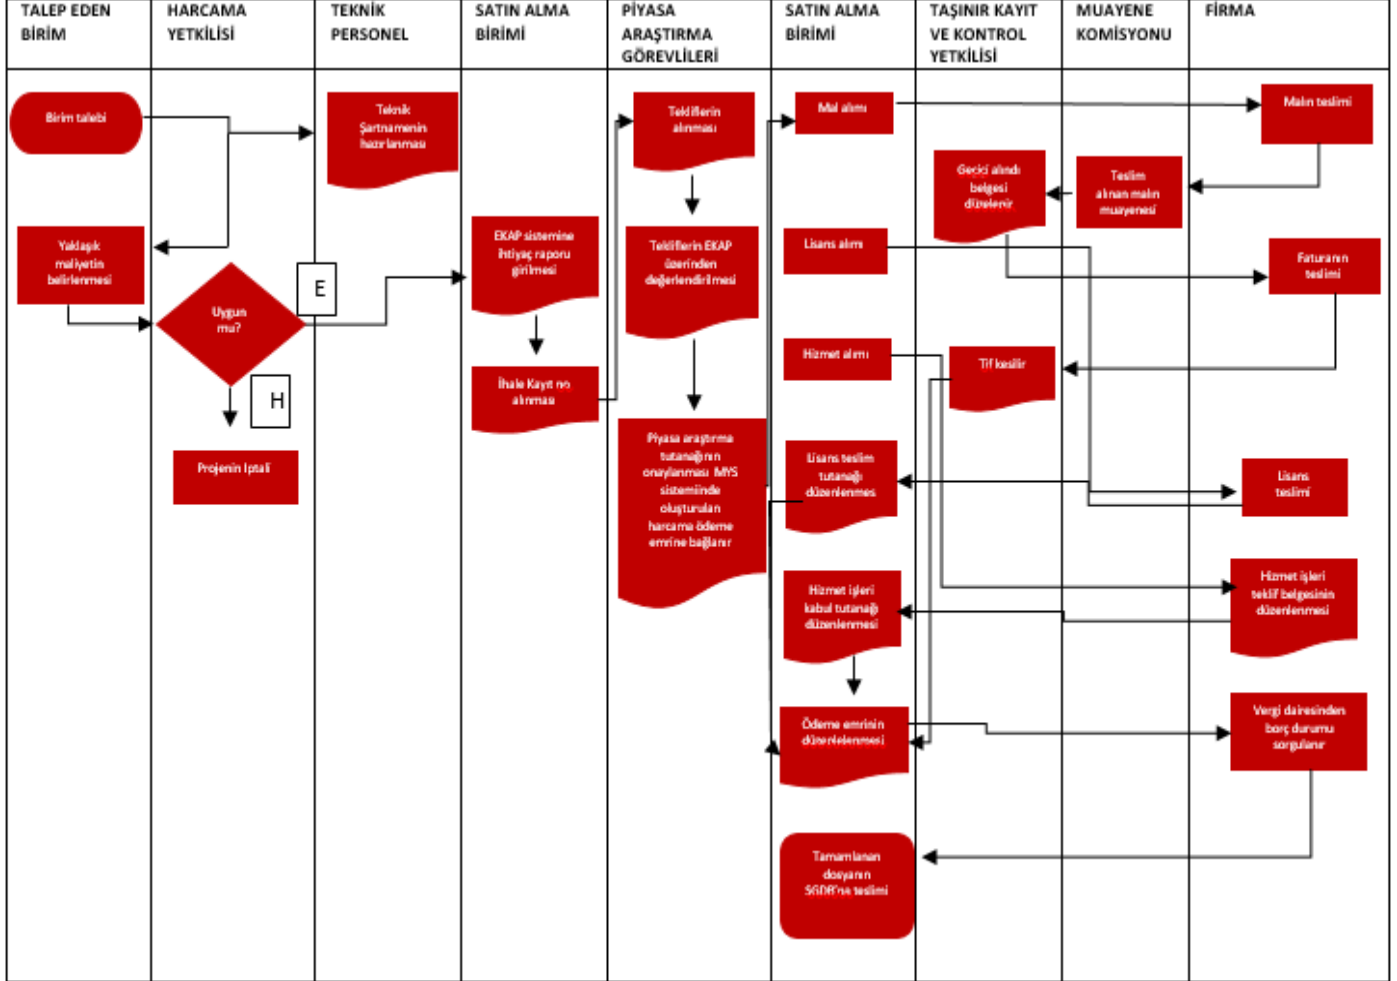 TALEP EDEN
BİRİM
HARCAMA
YETKİLİSİ
TEKNİK
PERSONEL
SATIN ALMA
BİRİMİ
PİYASA
ARAŞTIRMA
GÖREVLİLERİ
SATIN ALMA
BİRİMİ
TAŞINIR KAYIT
VE KONTROL
YETKİLİSİ
MUAYENE
KOMİSYONU
FİRMA
Birim talebi
Yaklaşık
maliyetin
belirlenmesi
Uygun
mu?
E
H
Projenin İptali
Teknik
Şartnamenin
hazırlanması
EKAP sistemine
ihtiyaç raporu
girilmesi
İhale Kayıt no
alınması
Tekliflerin
alınması
Tekliflerin EKAP
üzerinden
değerlendirilmesi
Piyasa araştırma
tutanağının
onaylanması MYS
sistemiinde
oluşturulan
harcama ödeme
emrine bağlanır
Mal alımı
Lisans alımı
Hizmet alımı
Lisans teslim
tutanağı
düzenlenmes
Hizmet işleri
kabul tutanağı
düzenlenmesi
Ödeme emrinin
düzenlelenmesi
Tamamlanan
dosyanın
SGDB'na teslimi
Geçici alındı
belgesi
düzelenir
Tif kesilir
Teslim
alınan malın
muayenesi
Malın teslimi
Faturanın
teslimi
Lisans
teslimi
Hizmet işleri
teklif belgesinin
düzenlenmesi
Vergi dairesinden
borç durumu
sorgulanır